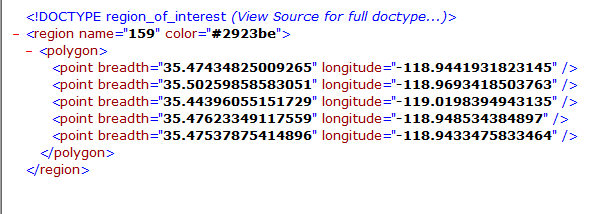 <!DOCTYPE region_of_interest (View Source for full doctype...)>
- <region name="159" color="#2923be">
- <polygon>
<point breadth="35.47434825009265" longitude="-118.9441931823145" />
<point breadth="35.50259858583051" longitude="-118.9693418503763" />
<point breadth="35.44396055151729" longitude="-119.0198394943135" />
<point breadth="35.47623349117559" longitude="-118.948534384897" />
<point breadth="35.47537875414896" longitude="-118.9433475833464" />
</polygon>
</region>